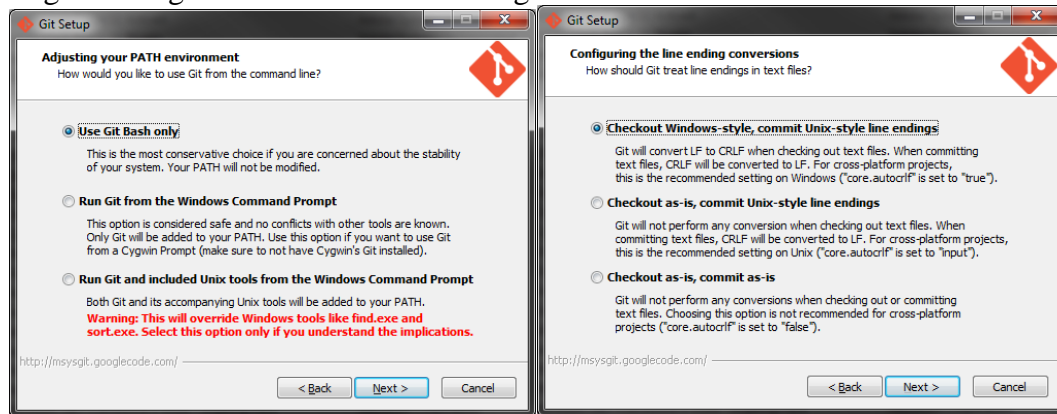 Git Setup
Adjusting your PATH environment
How would you like to use Git from the command line?
Use Git Bash only
This is the most conservative choice if you are concerned about the stability
of your system. Your PATH will not be modified.
Run Git from the Windows Command Prompt
This option is considered safe and no conflicts with other tools are known.
Only Git will be added to your PATH. Use this option if you want to use Git
from a Cygwin Prompt (make sure to not have Cygwin's Git installed).
Run Git and included Unix tools from the Windows Command Prompt
Both Git and its accompanying Unix tools will be added to your PATH.
Warning: This will override Windows tools like find.exe and
sort.exe. Select this option only if you understand the implications.
http://msysgit.googlecode.com/
< Back
Next >
Cancel
Git Setup
Configuring the line ending conversions
How should Git treat line endings in text files?
Checkout Windows-style, commit Unix-style line endings
Git will convert LF to CRLF when checking out text files. When committing
text files, CRLF will be converted to LF. For cross-platform projects,
this is the recommended setting on Windows ("core.autocrlf" is set to "true").
Checkout as-is, commit Unix-style line endings
Git will not perform any conversion when checking out text files. When
committing text files, CRLF will be converted to LF. For cross-platform projects,
this is the recommended setting on Unix ("core.autocrlf" is set to "input").
Checkout as-is, commit as-is
Git will not perform any conversions when checking out or committing
text files. Choosing this option is not recommended for cross-platform
projects ("core.autocrlf" is set to "false").
http://msysgit.googlecode.com/
< Back
Next >
Cancel